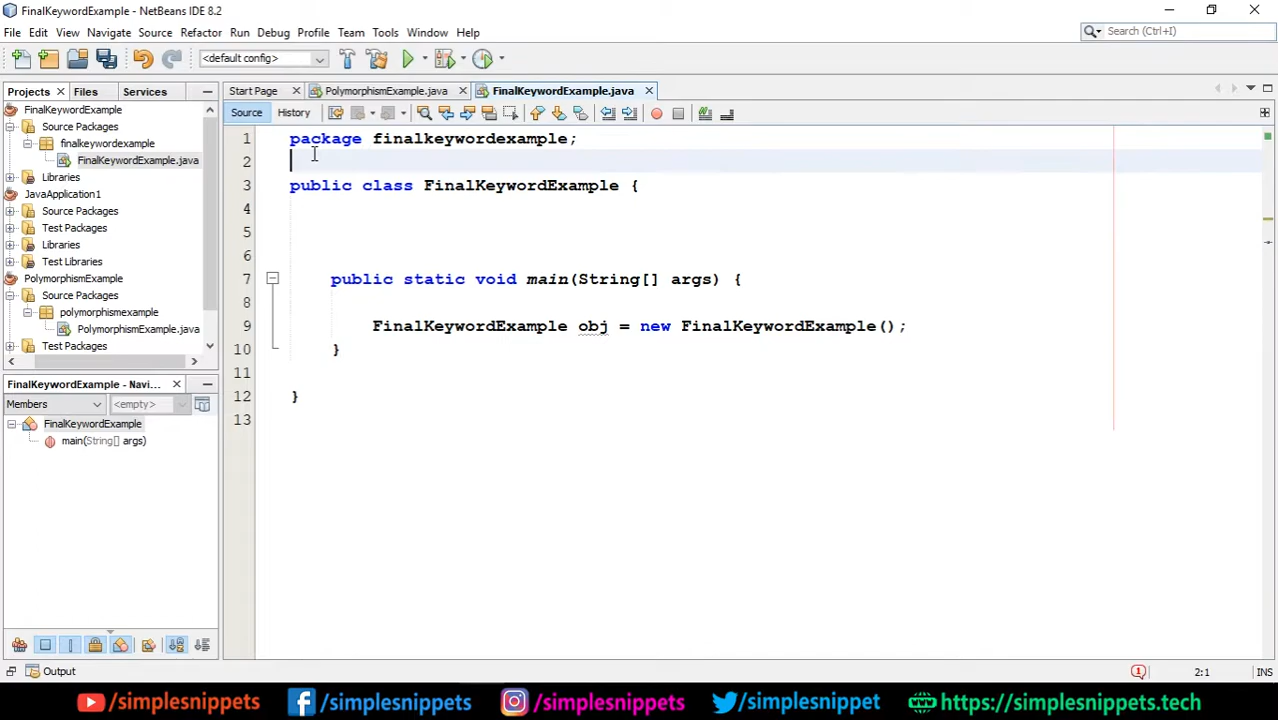 FinalKeywordExample - NetBeans IDE 8.2
File Edit View Navigate Source Refactor Run Debug Profile Team Tools Window Help
Search (Ctrl+I)
<default config>
Projects Files Services
Start Page PolymorphismExample.java FinalKeywordExample.java
Source History
FinalKeywordExample
Source Packages
finalkeywordexample
FinalKeywordExample.java
Libraries
JavaApplication1
Source Packages
Test Packages
Libraries
Test Libraries
PolymorphismExample
Source Packages
polymorphismexample
PolymorphismExample.java
Test Packages
FinalKeywordExample - Navi...
Members <empty>
FinalKeywordExample
main(String[] args)
1 package finalkeywordexample;
2
3 public class FinalKeywordExample {
4
5
6
7 public static void main(String[] args) {
8
9 FinalKeywordExample obj = new FinalKeywordExample();
10 }
11
12 }
13
Output
1 2:1 INS
/simplesnippets /simplesnippets /simplesnippets /simplesnippets https://simplesnippets.tech